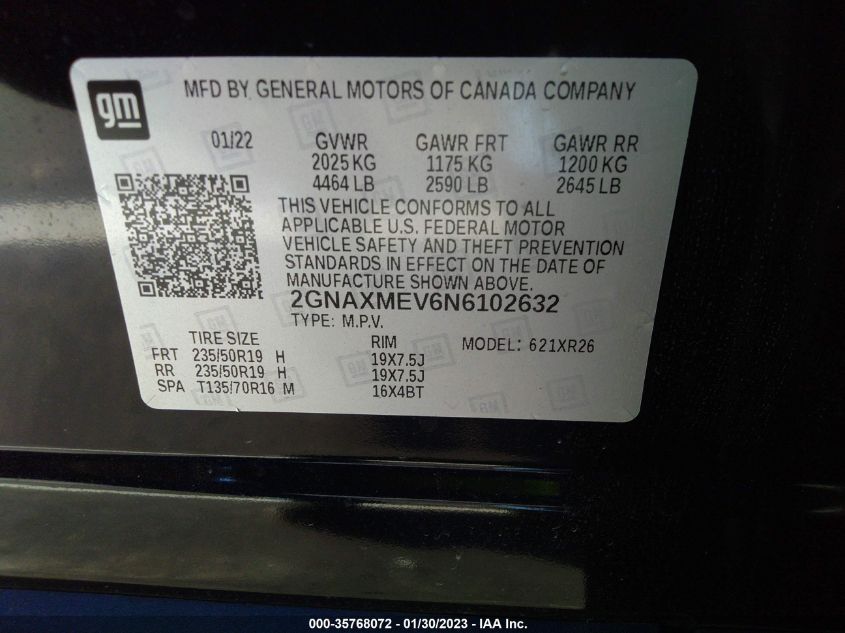 gm
MFD BY GENERAL MOTORS OF CANADA COMPANY
01/22 GVWR GAWR FRT GAWR RR
2025 KG 1175 KG 1200 KG
4464 LB 2590 LB 2645 LB
THIS VEHICLE CONFORMS TO ALL
APPLICABLE U.S. FEDERAL MOTOR
VEHICLE SAFETY AND THEFT PREVENTION
STANDARDS IN EFFECT ON THE DATE OF
MANUFACTURE SHOWN ABOVE.
2GNAXMEV6N6102632
TYPE: M.P.V.
TIRE SIZE RIM MODEL: 621XR26
FRT 235/50R19 H 19X7.5J
RR 235/50R19 H 19X7.5J
SPA T135/70R16 M 16X4BT
000-35768072 — 01/30/2023 - IAA Inc.